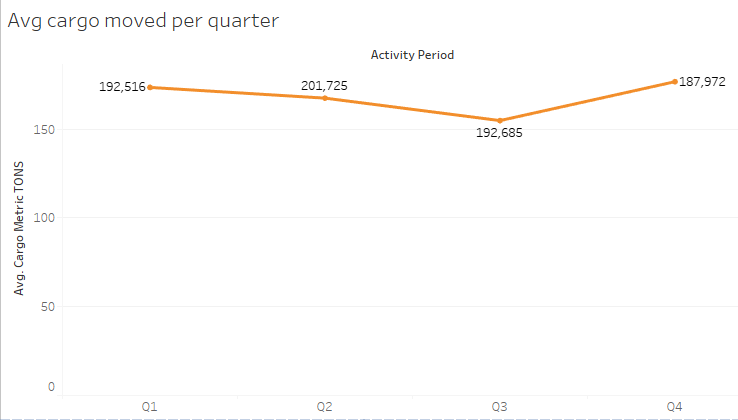 Avg cargo moved per quarter
Activity Period
192,516
201,725
192,685
187,972
Avg. Cargo Metric TONS
150
100
50
0
Q1 Q2 Q3 Q4